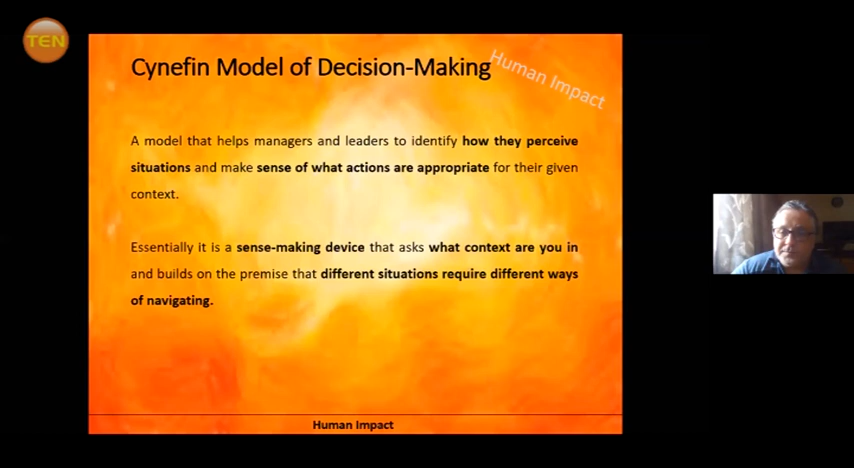 TEN
Cynefin Model of Decision-Making
Human Impact
A model that helps managers and leaders to identify how they perceive
situations and make sense of what actions are appropriate for their given
context.
Essentially it is a sense-making device that asks what context are you in
and builds on the premise that different situations require different ways
of navigating.
Human Impact